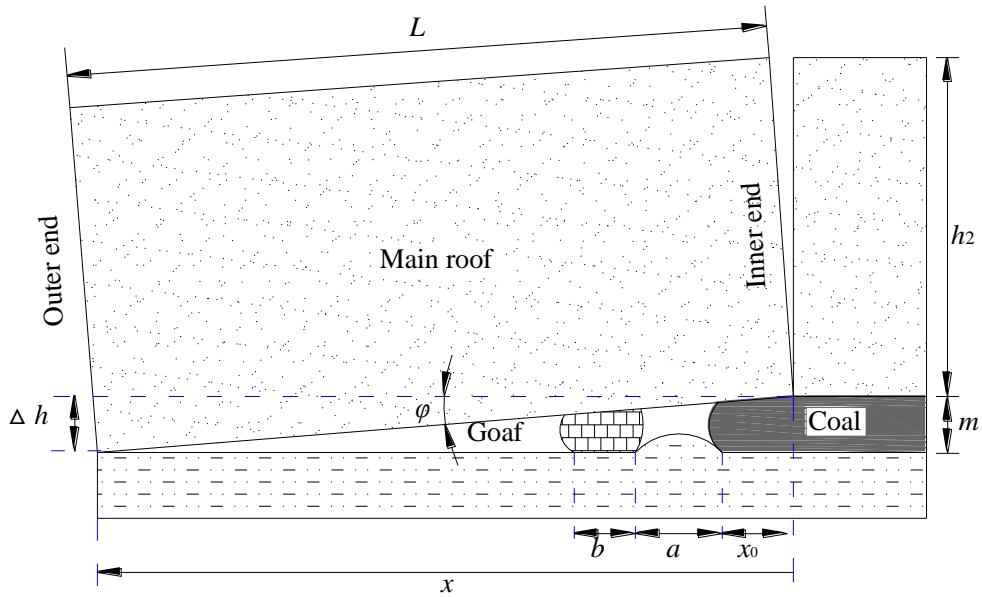 L
Outer end
Main roof
Inner end
h2
Δ h
φ
Goaf
Coal
m
b
a
x0
x